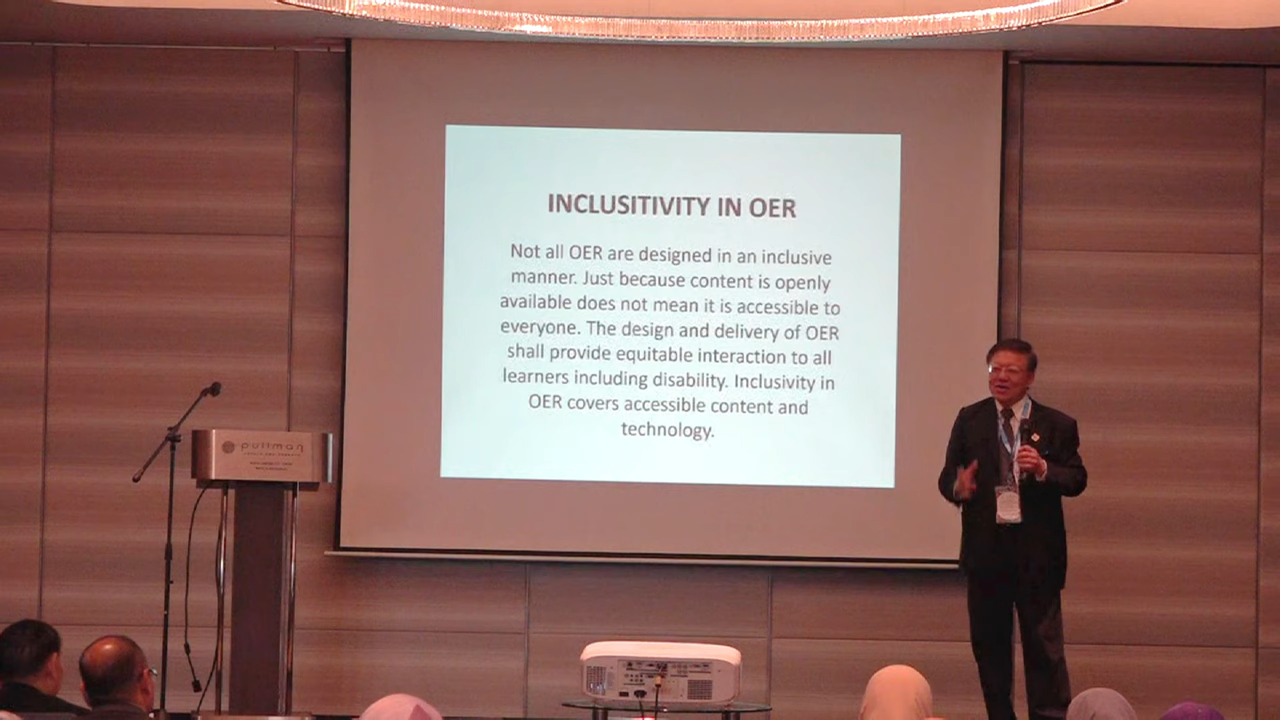 INCLUSITIVITY IN OER
Not all OER are designed in an inclusive
manner. Just because content is openly
available does not mean it is accessible to
everyone. The design and delivery of OER
shall provide equitable interaction to all
learners including disability. Inclusivity in
OER covers accessible content and
technology.
pullman